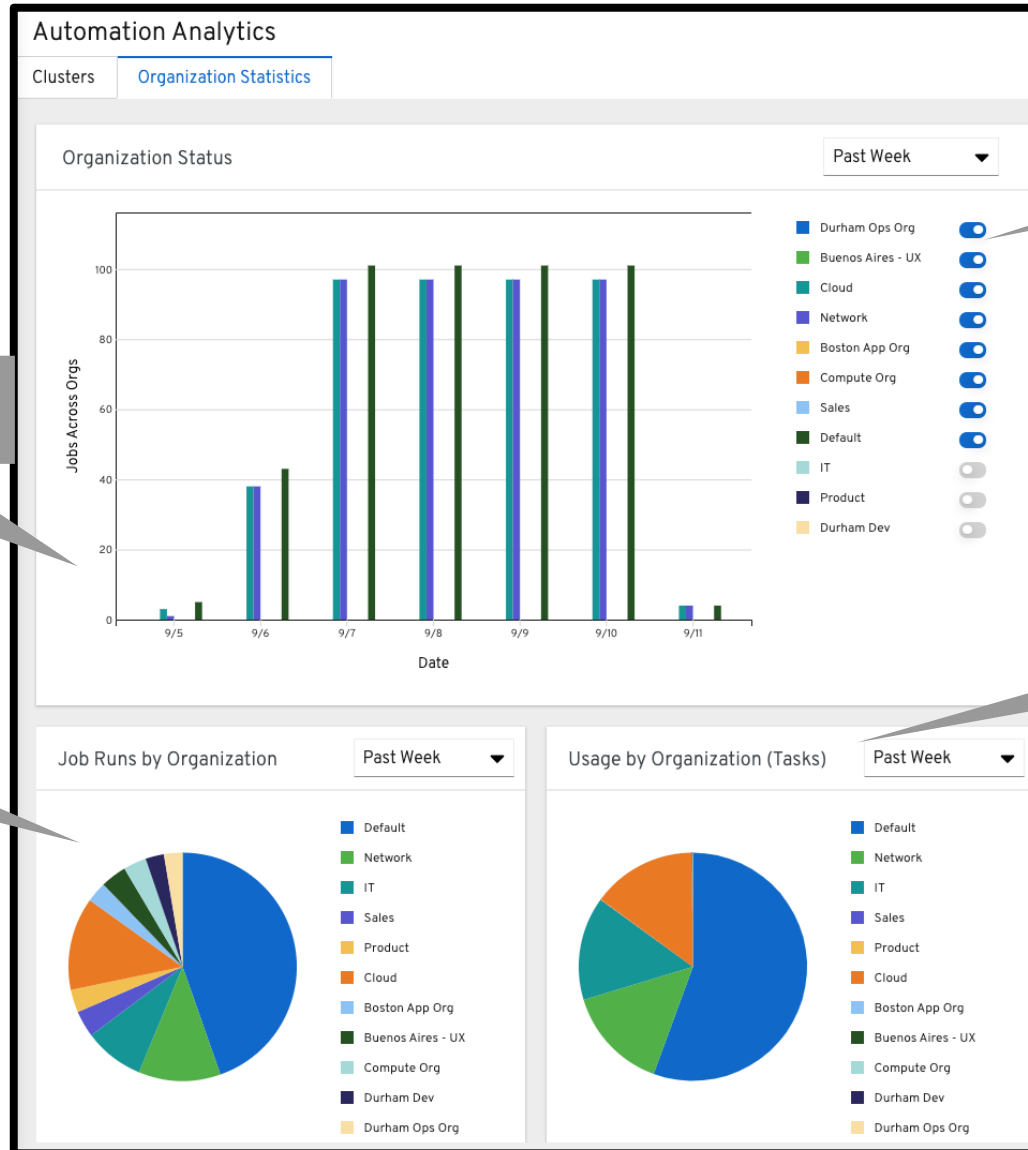 Automation Analytics
Clusters
Organization Statistics
Organization Status
Past Week
Jobs Across Orgs
100
80
60
40
20
0
9/5
9/6
9/7
9/8
9/9
9/10
9/11
Date
Durham Ops Org
Buenos Aires - UX
Cloud
Network
Boston App Org
Compute Org
Sales
Default
IT
Product
Durham Dev
Job Runs by Organization
Past Week
Default
Network
IT
Sales
Product
Cloud
Boston App Org
Buenos Aires - UX
Compute Org
Durham Dev
Durham Ops Org
Usage by Organization (Tasks)
Past Week
Default
Network
IT
Sales
Product
Cloud
Boston App Org
Buenos Aires - UX
Compute Org
Durham Dev
Durham Ops Org